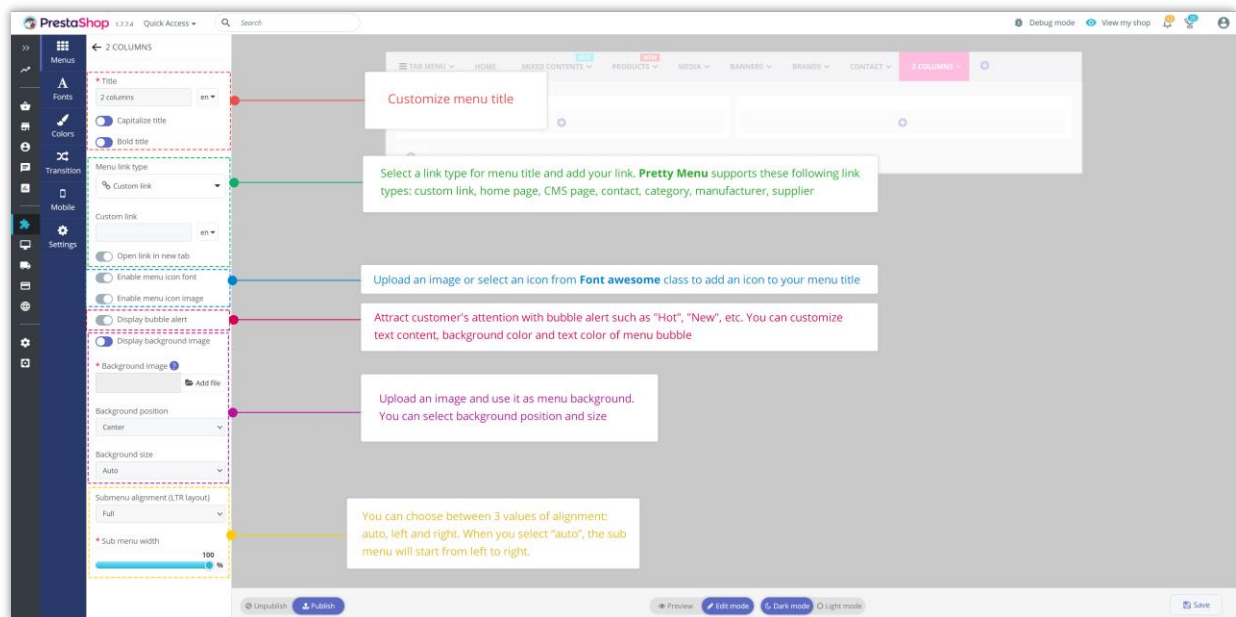 PrestaShop 1.7.7.4 Quick Access Search Debug mode View my shop
Menus
Fonts
Colors
Transition
Mobile
Settings
2 COLUMNS
* Title
2 columns en
Capitalize title
Bold title
Menu link type
Custom link
Custom link
en
Open link in new tab
Enable menu icon font
Enable menu icon image
Display bubble alert
Display background image
* Background image ?
Add file
Background position
Center
Background size
Auto
Submenu alignment (LTR layout)
Full
* Sub menu width
100
%
TAB MENU HOME MIXED CONTENTS PRODUCTS MEDIA BANNERS BRANDS CONTACT 2 COLUMNS
Customize menu title
Select a link type for menu title and add your link. Pretty Menu supports these following link
types: custom link, home page, CMS page, contact, category, manufacturer, supplier
Upload an image or select an icon from Font awesome class to add an icon to your menu title
Attract customer's attention with bubble alert such as "Hot", "New", etc. You can customize
text content, background color and text color of menu bubble
Upload an image and use it as menu background.
You can select background position and size
You can choose between 3 values of alignment:
auto, left and right. When you select "auto", the sub
menu will start from left to right.
Unpublish Publish Preview Edit mode Dark mode Light mode Save